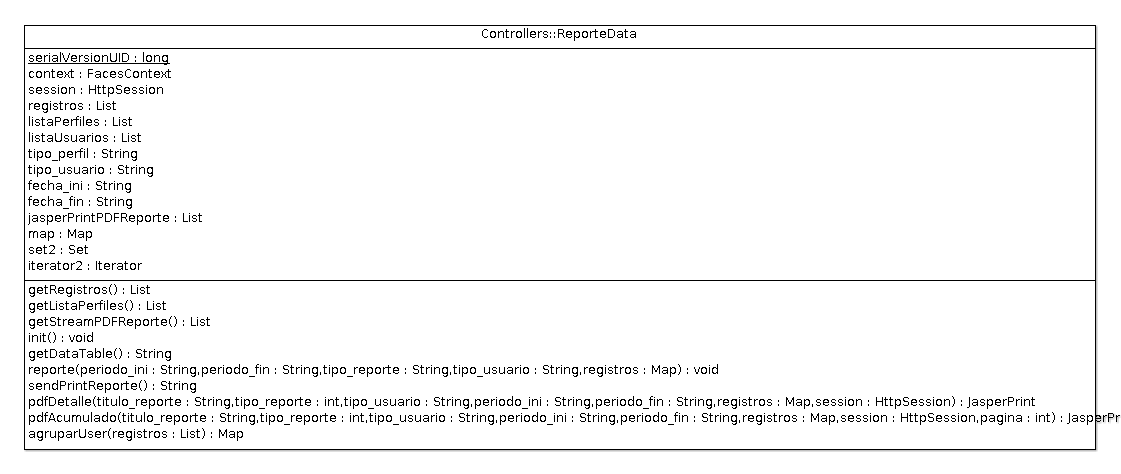 Controllers::ReporteData
serialVersionUID : long
context : FacesContext
session : HttpSession
registros : List
listaPerfiles : List
listaUsuarios : List
tipo_perfil : String
tipo_usuario : String
fecha_ini : String
fecha_fin : String
jasperPrintPDFReporte : List
map : Map
set2 : Set
iterator2 : Iterator
getRegistros() : List
getListaPerfiles() : List
getStreamPDFReporte() : List
init() : void
getDataTable() : String
reporte(periodo_ini : String,periodo_fin : String,tipo_reporte : String,tipo_usuario : String,registros : Map) : void
sendPrintReporte() : String
pdfDetalle(titulo_reporte : String,tipo_reporte : int,tipo_usuario : String,periodo_ini : String,periodo_fin : String,registros : Map,session : HttpSession) : JasperPrint
pdfAcumulado(titulo_reporte : String,tipo_reporte : int,tipo_usuario : String,periodo_ini : String,periodo_fin : String,registros : Map,session : HttpSession,pagina : int) : JasperPr
agruparUser(registros : List) : Map